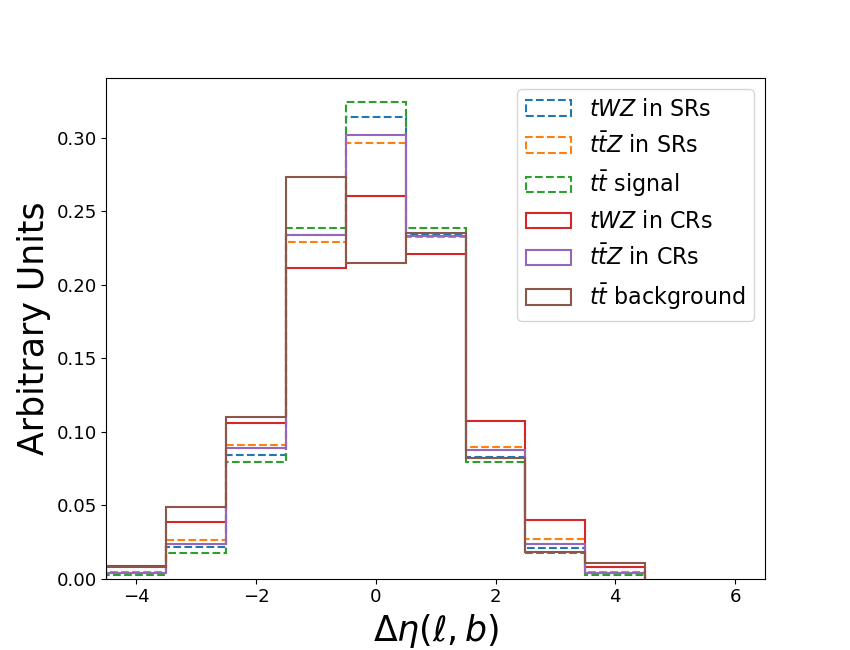 Arbitrary Units
0.30
0.25
0.20
0.15
0.10
0.05
0.00
−4
−2
0
2
4
6
Δη(ℓ, b)
tWZ in SRs
tt̄Z in SRs
tt̄ signal
tWZ in CRs
tt̄Z in CRs
tt̄ background